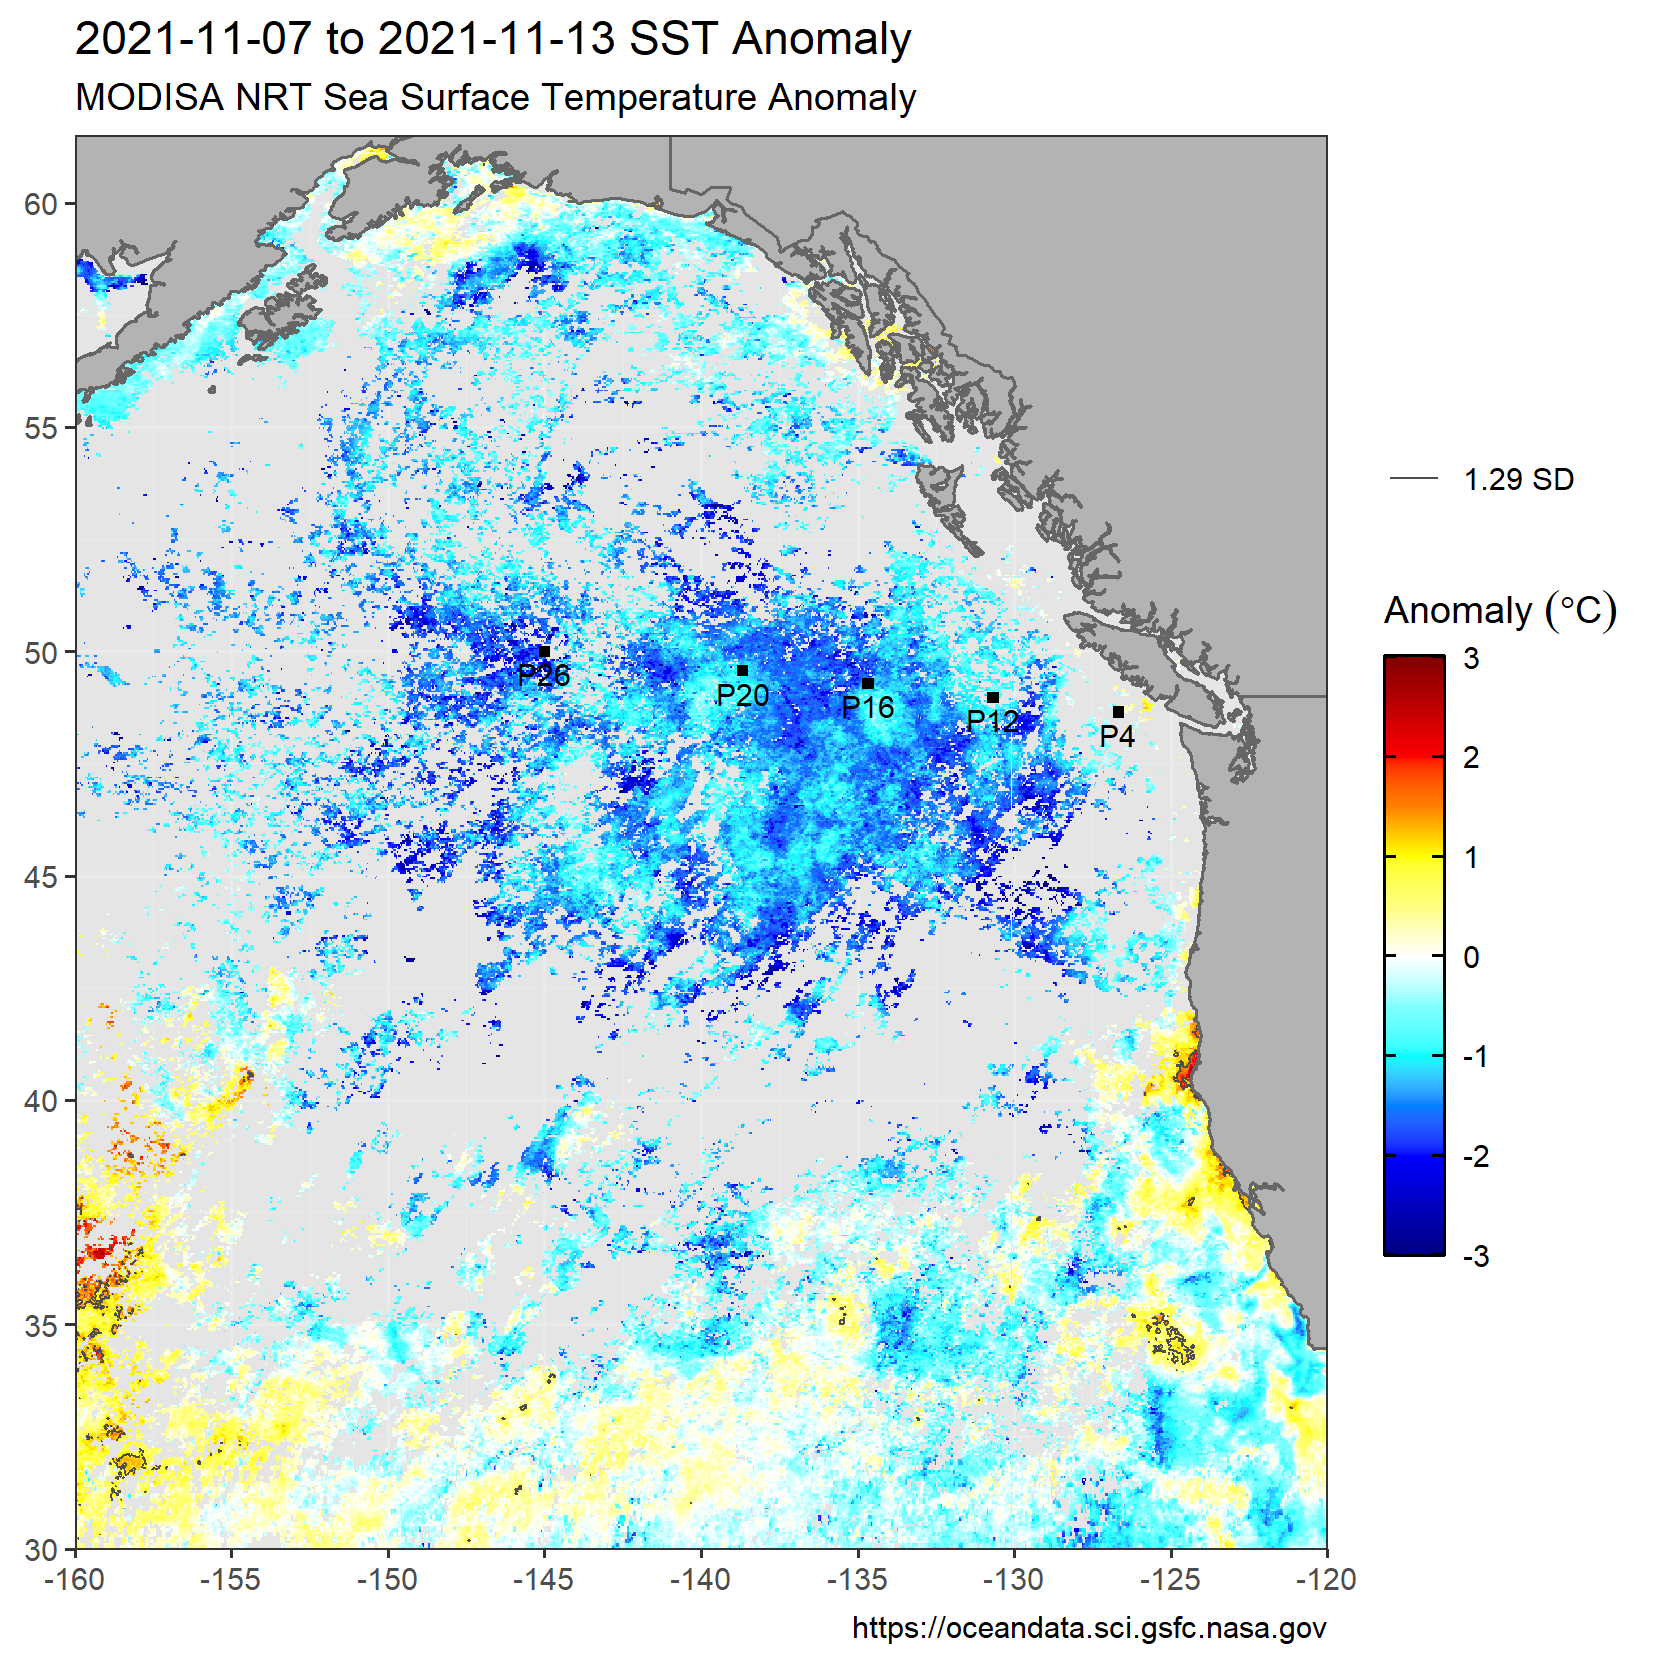 2021-11-07 to 2021-11-13 SST Anomaly
MODISA NRT Sea Surface Temperature Anomaly
60
55
50
45
40
35
30
-160
-155
-150
-145
-140
-135
-130
-125
-120
P26
P20
P16
P12
P4
1.29 SD
Anomaly (°C)
3
2
1
0
-1
-2
-3
https://oceandata.sci.gsfc.nasa.gov